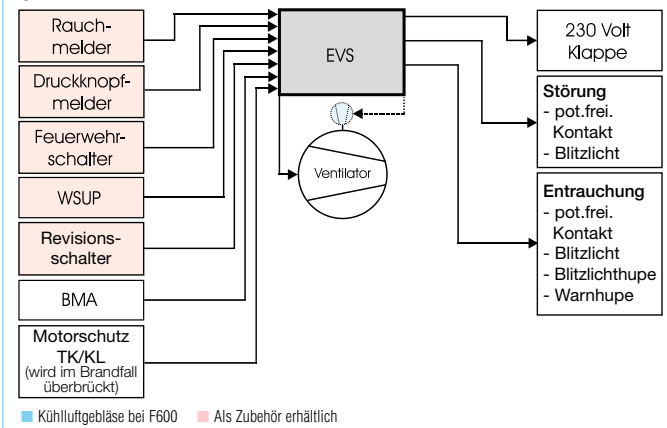 Rauch-
melder
Druckknopf-
melder
Feuerwehr-
schalter
WSUP
Revisions-
schalter
BMA
Motorschutz
TK/KL
(wird im Brandfall
überbrückt)
EVS
Ventilator
230 Volt
Klappe
Störung
- pot.frei.
Kontakt
- Blitzlicht
Entrauchung
- pot.frei.
Kontakt
- Blitzlicht
- Blitzlichthupe
- Warnhupe
Kühlluftgebläse bei F600
Als Zubehör erhältlich